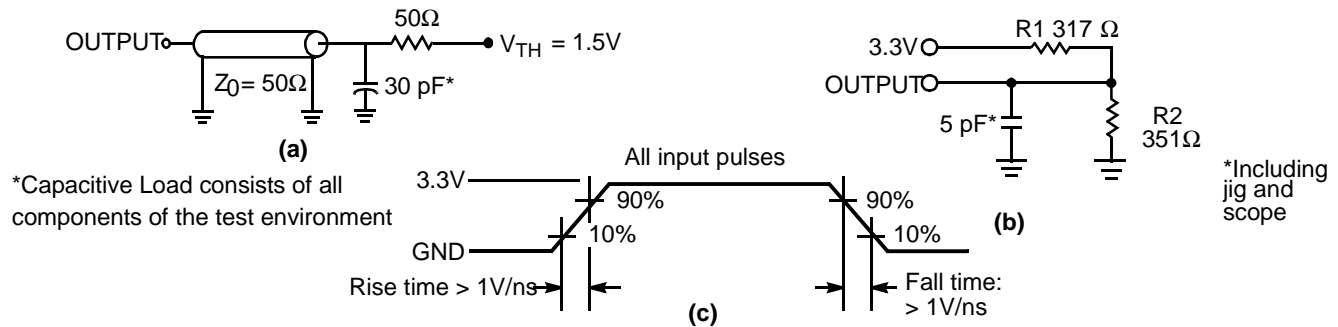 50Ω
OUTPUT
VTH = 1.5V
Z0= 50Ω
30 pF*
(a)
*Capacitive Load consists of all
components of the test environment
R1 317 Ω
3.3V
OUTPUT
5 pF*
R2
351Ω
(b)
*Including
jig and
scope
All input pulses
3.3V
90%
90%
10%
10%
GND
Rise time > 1V/ns
Fall time:
> 1V/ns
(c)